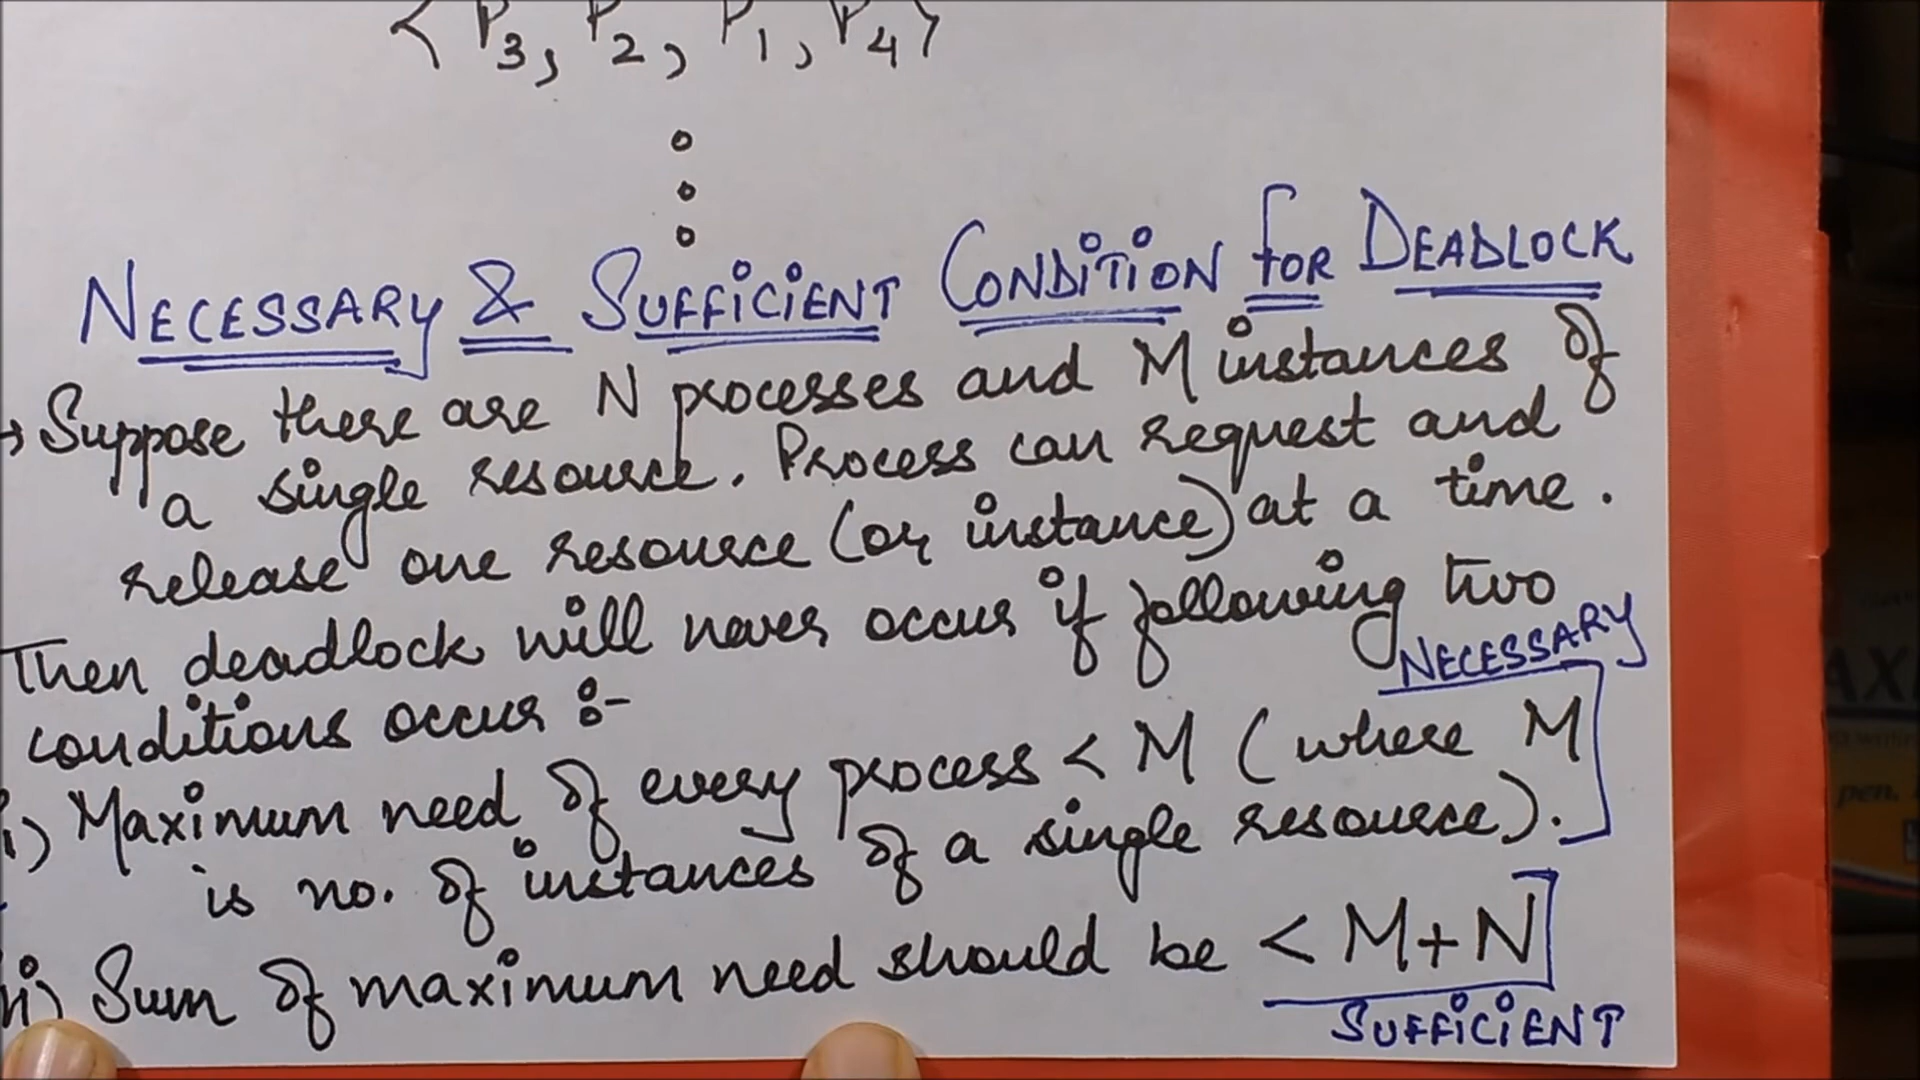 < P3, P2, P1, P4>
NECESSARY & SUFFICIENT CONDITION FOR DEADLOCK
→ Suppose there are N processes and M instances of
a single resource. Process can request and
release one resource (or instance) at a time.
Then deadlock will never occur if following two
conditions occur :-
NECESSARY
i) Maximum need of every process < M (where M
is no. of instances of a single resource).
ii) Sum of maximum need should be < M+N
SUFFICIENT
pen.